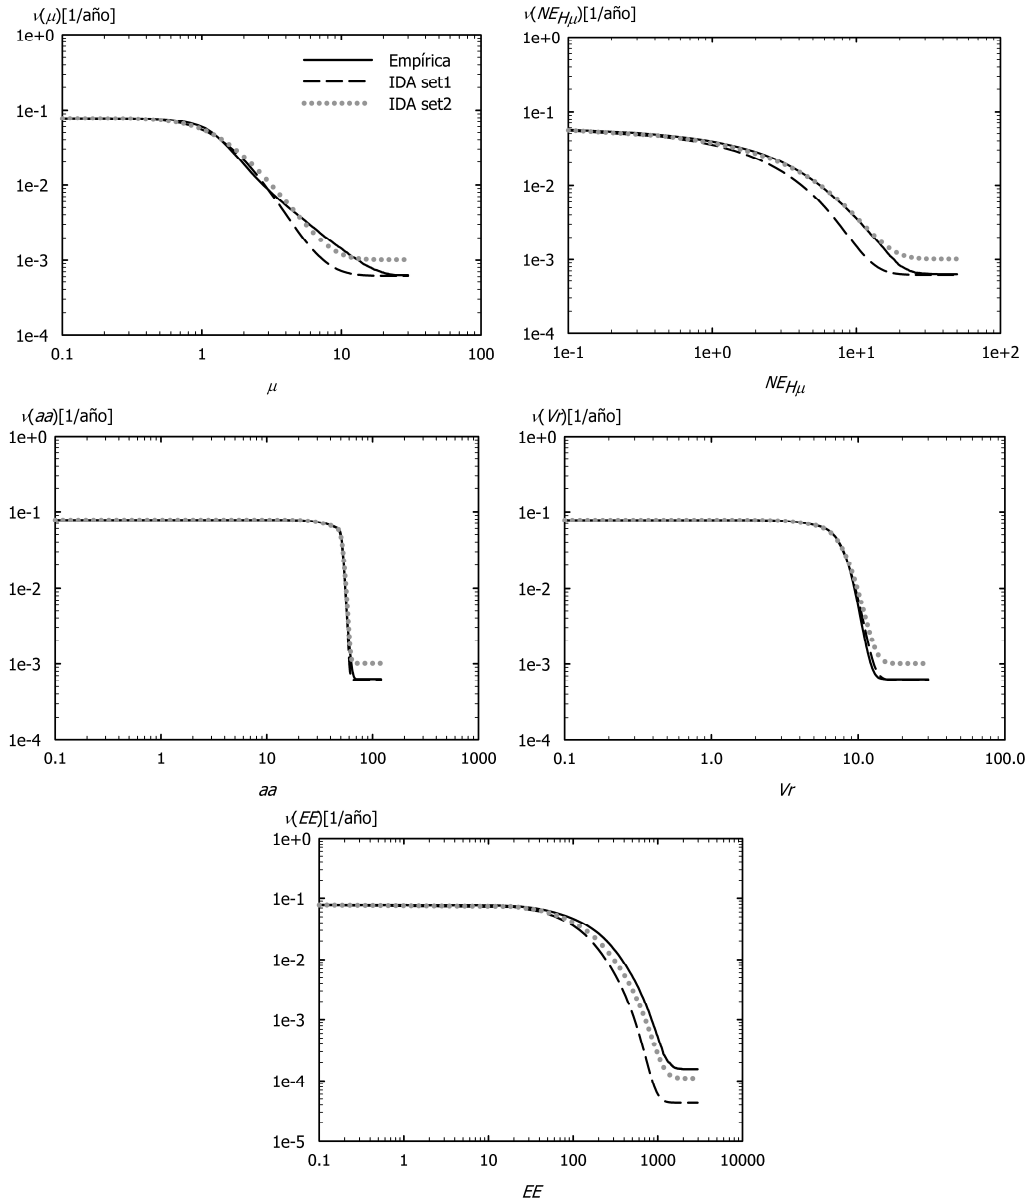 ν(μ)[1/año]
1e+0
1e-1
1e-2
1e-3
1e-4
0.1 1 10 100
μ
Empírica
IDA set1
IDA set2
ν(NEHμ)[1/año]
1e+0
1e-1
1e-2
1e-3
1e-4
1e-1 1e+0 1e+1 1e+2
NEHμ
ν(aa)[1/año]
1e+0
1e-1
1e-2
1e-3
1e-4
0.1 1 10 100 1000
aa
ν(Vr)[1/año]
1e+0
1e-1
1e-2
1e-3
1e-4
0.1 1.0 10.0 100.0
Vr
ν(EE)[1/año]
1e+0
1e-1
1e-2
1e-3
1e-4
1e-5
0.1 1 10 100 1000 10000
EE